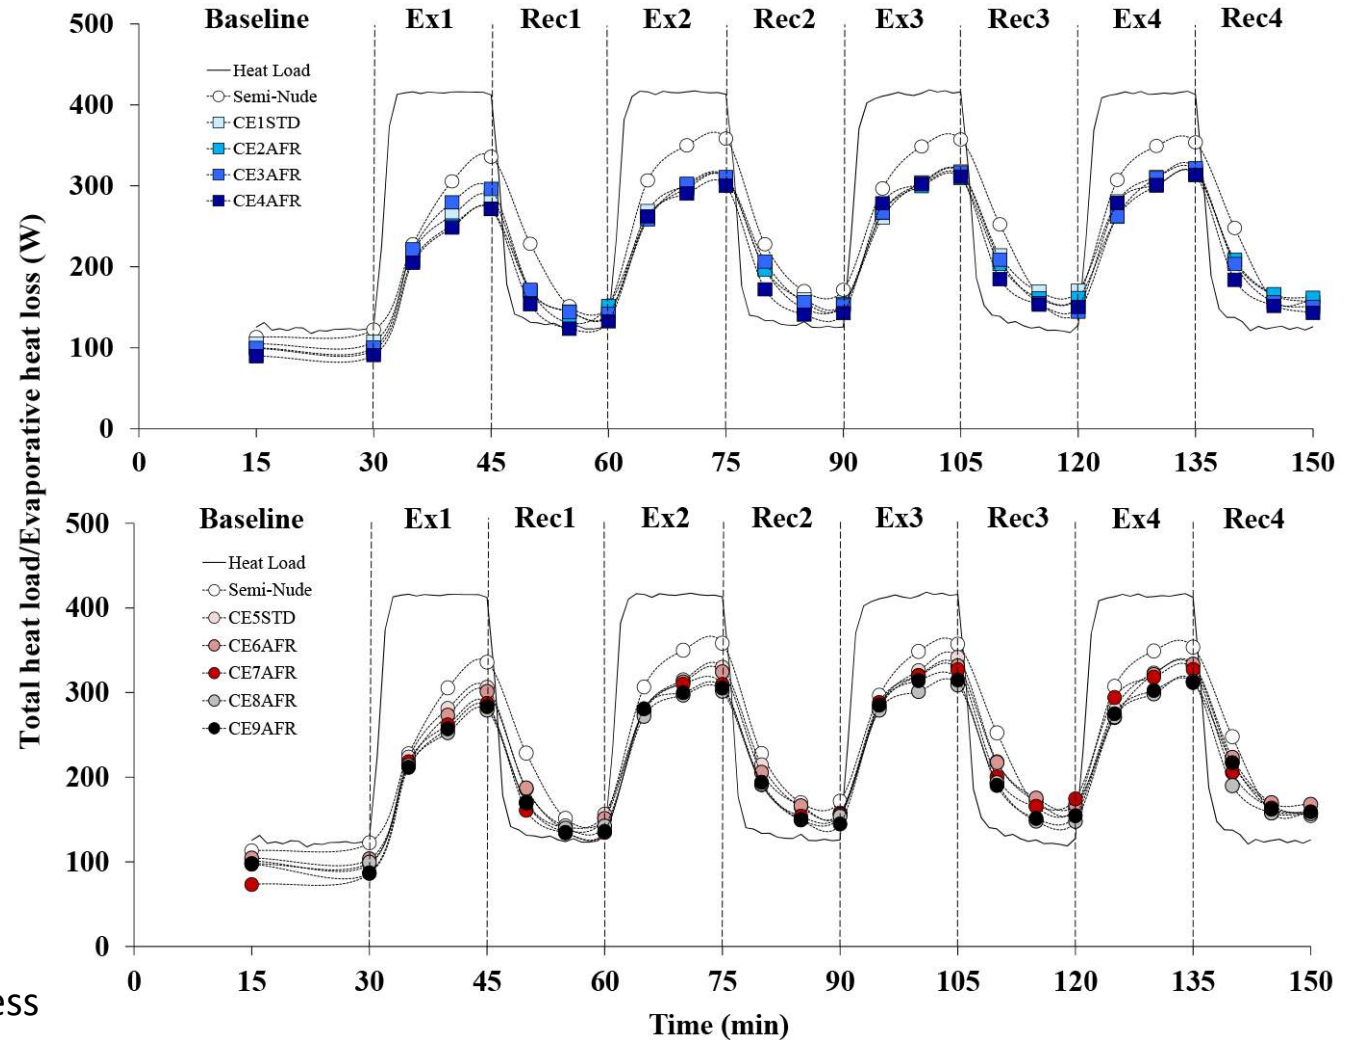 Total heat load/Evaporative heat loss (W)
Baseline Ex1 Rec1 Ex2 Rec2 Ex3 Rec3 Ex4 Rec4
500
400
300
200
100
0
Heat Load
Semi-Nude
CE1STD
CE2AFR
CE3AFR
CE4AFR
0 15 30 45 60 75 90 105 120 135 150
Baseline Ex1 Rec1 Ex2 Rec2 Ex3 Rec3 Ex4 Rec4
500
400
300
200
100
0
Heat Load
Semi-Nude
CE5STD
CE6AFR
CE7AFR
CE8AFR
CE9AFR
0 15 30 45 60 75 90 105 120 135 150
Time (min)
ess